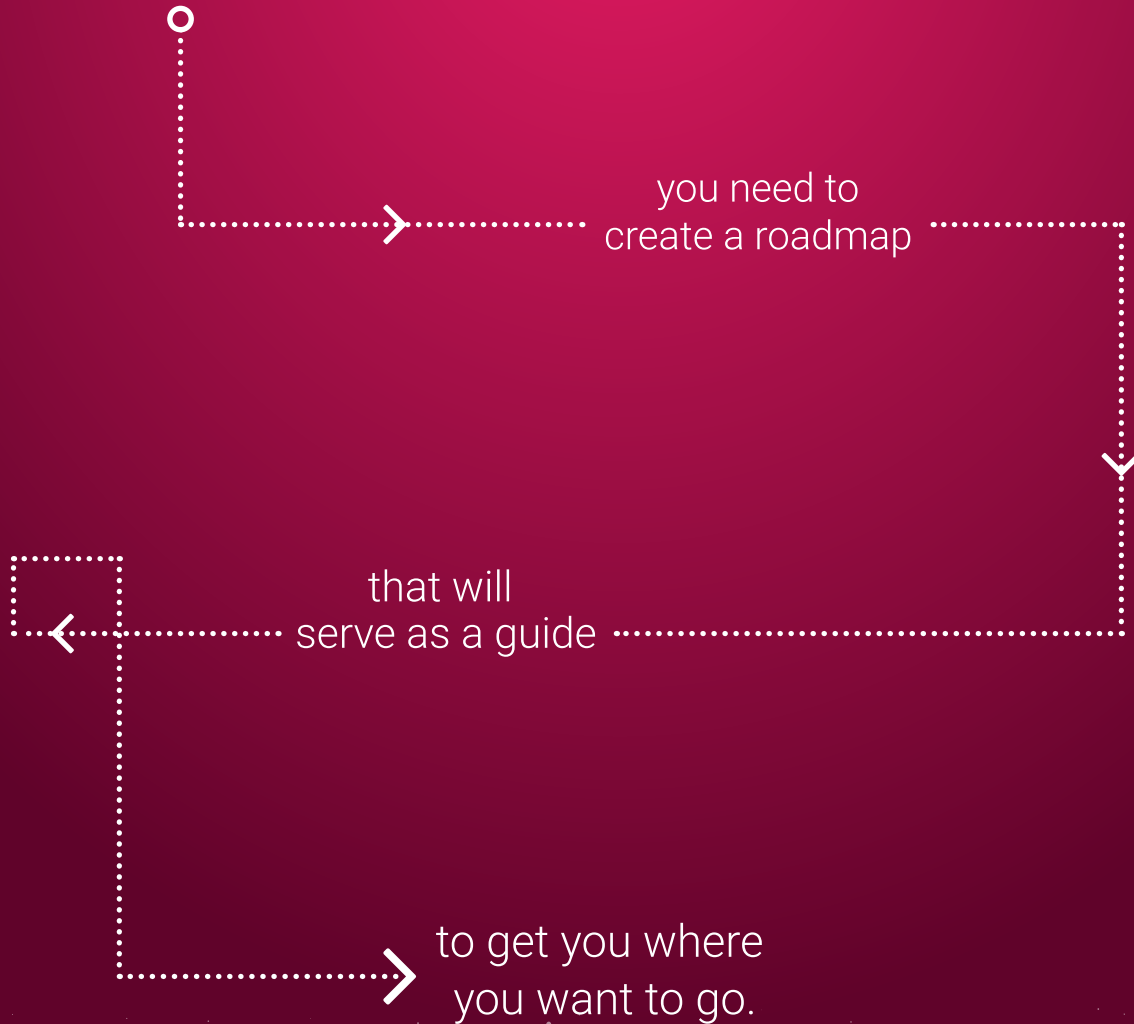 you need to
create a roadmap
that will
serve as a guide
to get you where
you want to go.